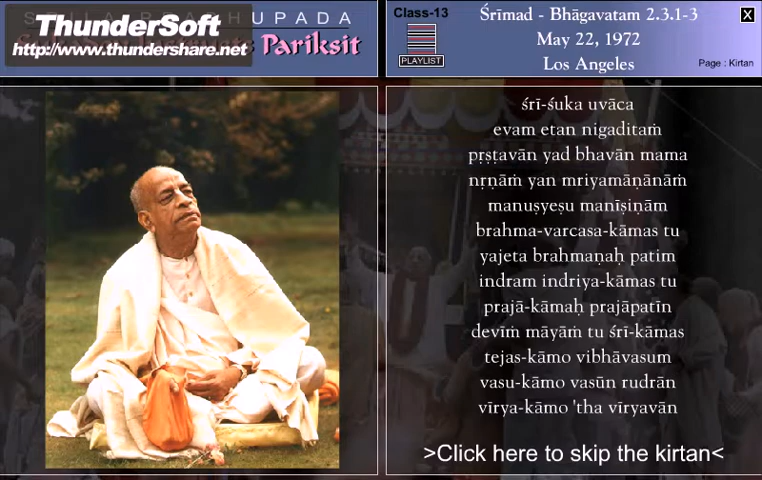 SRILA PRABHUPADA
ThunderSoft
http://www.thundershare.net
Pariksit
Class-13
PLAYLIST
Śrīmad - Bhāgavatam 2.3.1-3
May 22, 1972
Los Angeles
X
Page : Kirtan
śrī-śuka uvāca
evam etan nigaditaṁ
pṛṣṭavān yad bhavān mama
nṛṇāṁ yan mriyamāṇānāṁ
manuṣyeṣu manīṣiṇām
brahma-varcasa-kāmas tu
yajeta brahmaṇaḥ patim
indram indriya-kāmas tu
prajā-kāmaḥ prajāpatīn
devīṁ māyāṁ tu śrī-kāmas
tejas-kāmo vibhāvasum
vasu-kāmo vasūn rudrān
vīrya-kāmo 'tha vīryavān
>Click here to skip the kirtan<